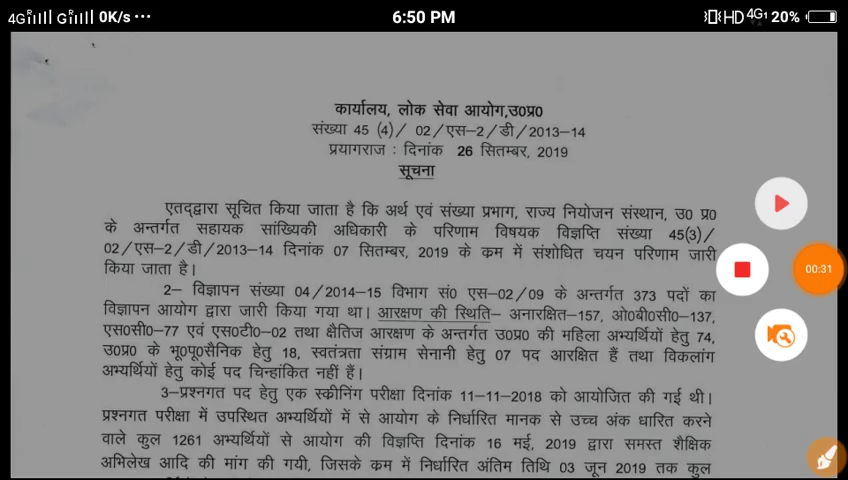 4G R G R 0K/s ··· 6:50 PM HD 4G1 20%
कार्यालय, लोक सेवा आयोग,उ0प्र0
संख्या 45 (4)/ 02/एस–2/डी/2013–14
प्रयागराज : दिनांक 26 सितम्बर, 2019
सूचना
एतद्द्वारा सूचित किया जाता है कि अर्थ एवं संख्या प्रभाग, राज्य नियोजन संस्थान, उ0 प्र0
के अन्तर्गत सहायक सांख्यिकी अधिकारी के परिणाम विषयक विज्ञप्ति संख्या 45(3)/
02/एस–2/डी/2013–14 दिनांक 07 सितम्बर, 2019 के क्रम में संशोधित चयन परिणाम जारी
किया जाता है।
2– विज्ञापन संख्या 04/2014–15 विभाग सं0 एस–02/09 के अन्तर्गत 373 पदों का
विज्ञापन आयोग द्वारा जारी किया गया था। आरक्षण की स्थिति– अनारक्षित–157, ओ0बी0सी0–137,
एस0सी0–77 एवं एस0टी0–02 तथा क्षैतिज आरक्षण के अन्तर्गत उ0प्र0 की महिला अभ्यर्थियों हेतु 74,
उ0प्र0 के भू0पू0सैनिक हेतु 18, स्वतंत्रता संग्राम सेनानी हेतु 07 पद आरक्षित हैं तथा विकलांग
अभ्यर्थियों हेतु कोई पद चिन्हांकित नहीं हैं।
3–प्रश्नगत पद हेतु एक स्क्रीनिंग परीक्षा दिनांक 11–11–2018 को आयोजित की गई थी।
प्रश्नगत परीक्षा में उपस्थित अभ्यर्थियों में से आयोग के निर्धारित मानक से उच्च अंक धारित करने
वाले कुल 1261 अभ्यर्थियों से आयोग की विज्ञप्ति दिनांक 16 मई, 2019 द्वारा समस्त शैक्षिक
अभिलेख आदि की मांग की गयी, जिसके क्रम में निर्धारित अंतिम तिथि 03 जून 2019 तक कुल
00:31